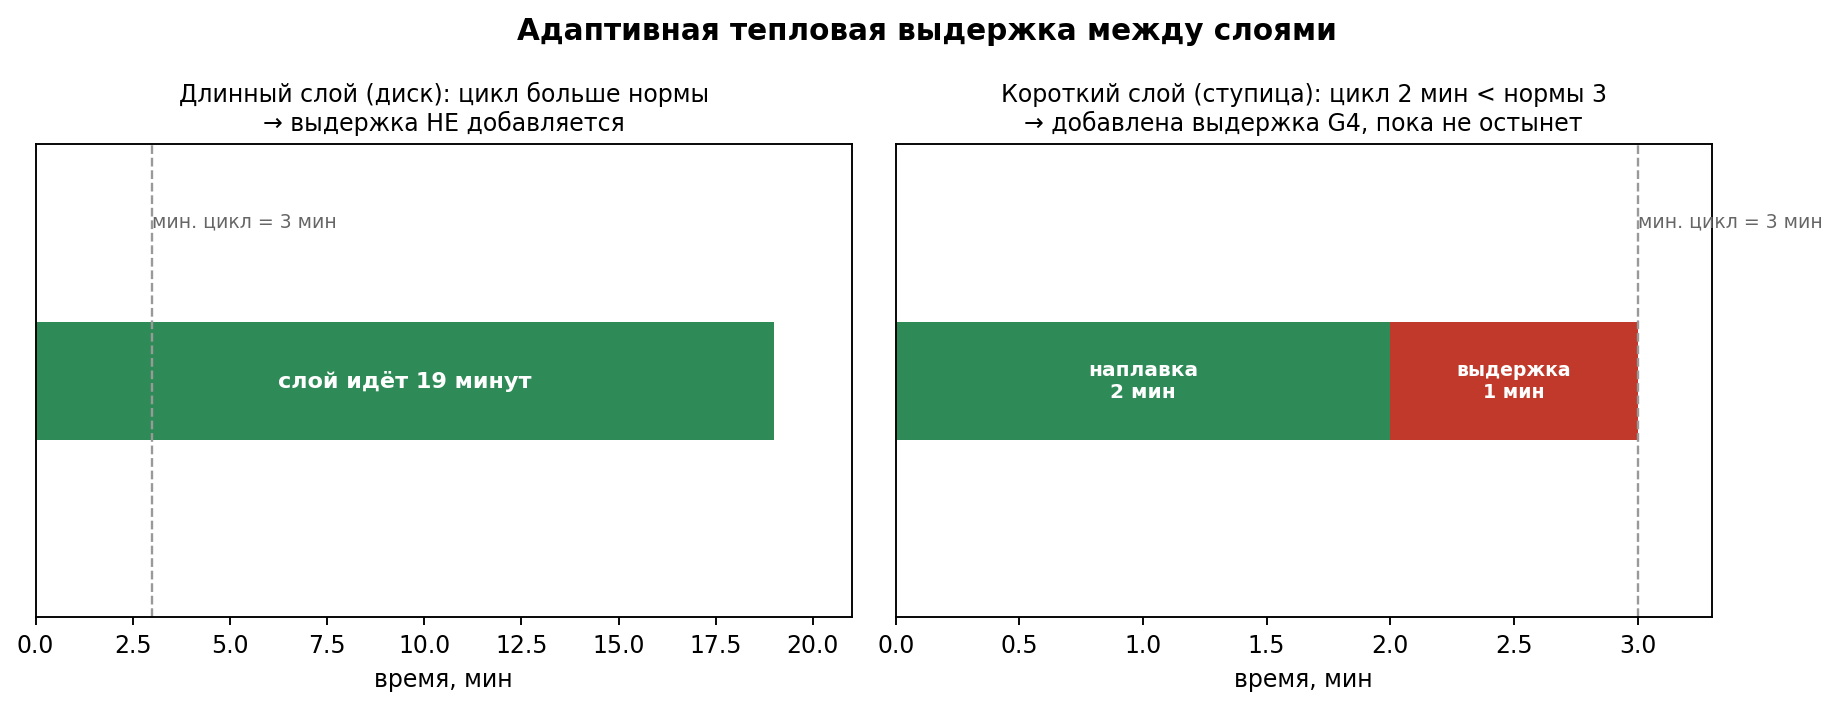 Адаптивная тепловая выдержка между слоями
Длинный слой (диск): цикл больше нормы
→ выдержка НЕ добавляется
мин. цикл = 3 мин
слой идёт 19 минут
0.0 2.5 5.0 7.5 10.0 12.5 15.0 17.5 20.0
время, мин
Короткий слой (ступица): цикл 2 мин < нормы 3
→ добавлена выдержка G4, пока не остынет
мин. цикл = 3 мин
наплавка
2 мин
выдержка
1 мин
0.0 0.5 1.0 1.5 2.0 2.5 3.0
время, мин